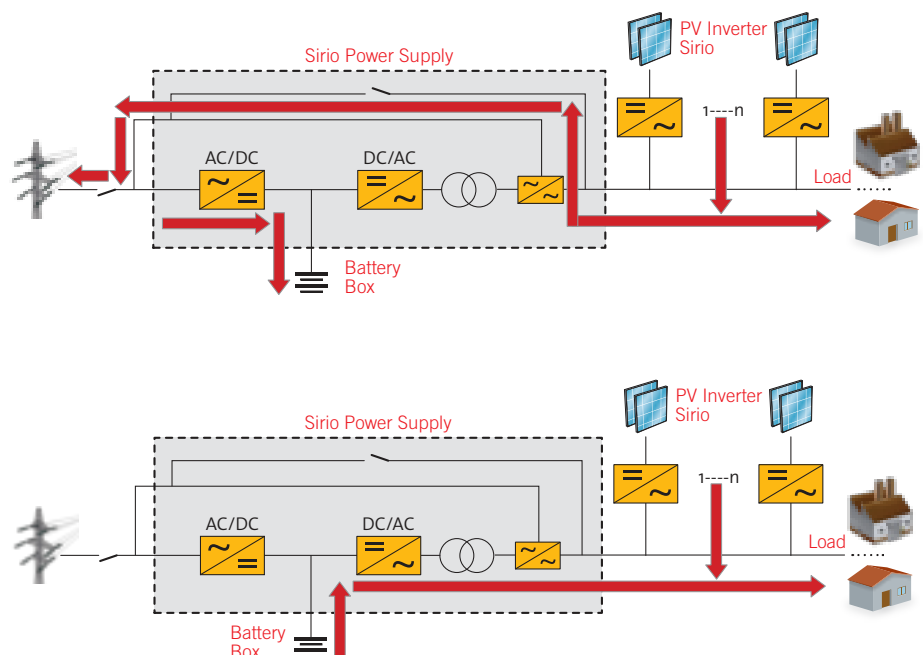 PV Inverter
Sirio
Sirio Power Supply
1----n
AC/DC
DC/AC
Load ......
Battery
Box
PV Inverter
Sirio
Sirio Power Supply
1----n
AC/DC
DC/AC
Load ......
Battery
Box